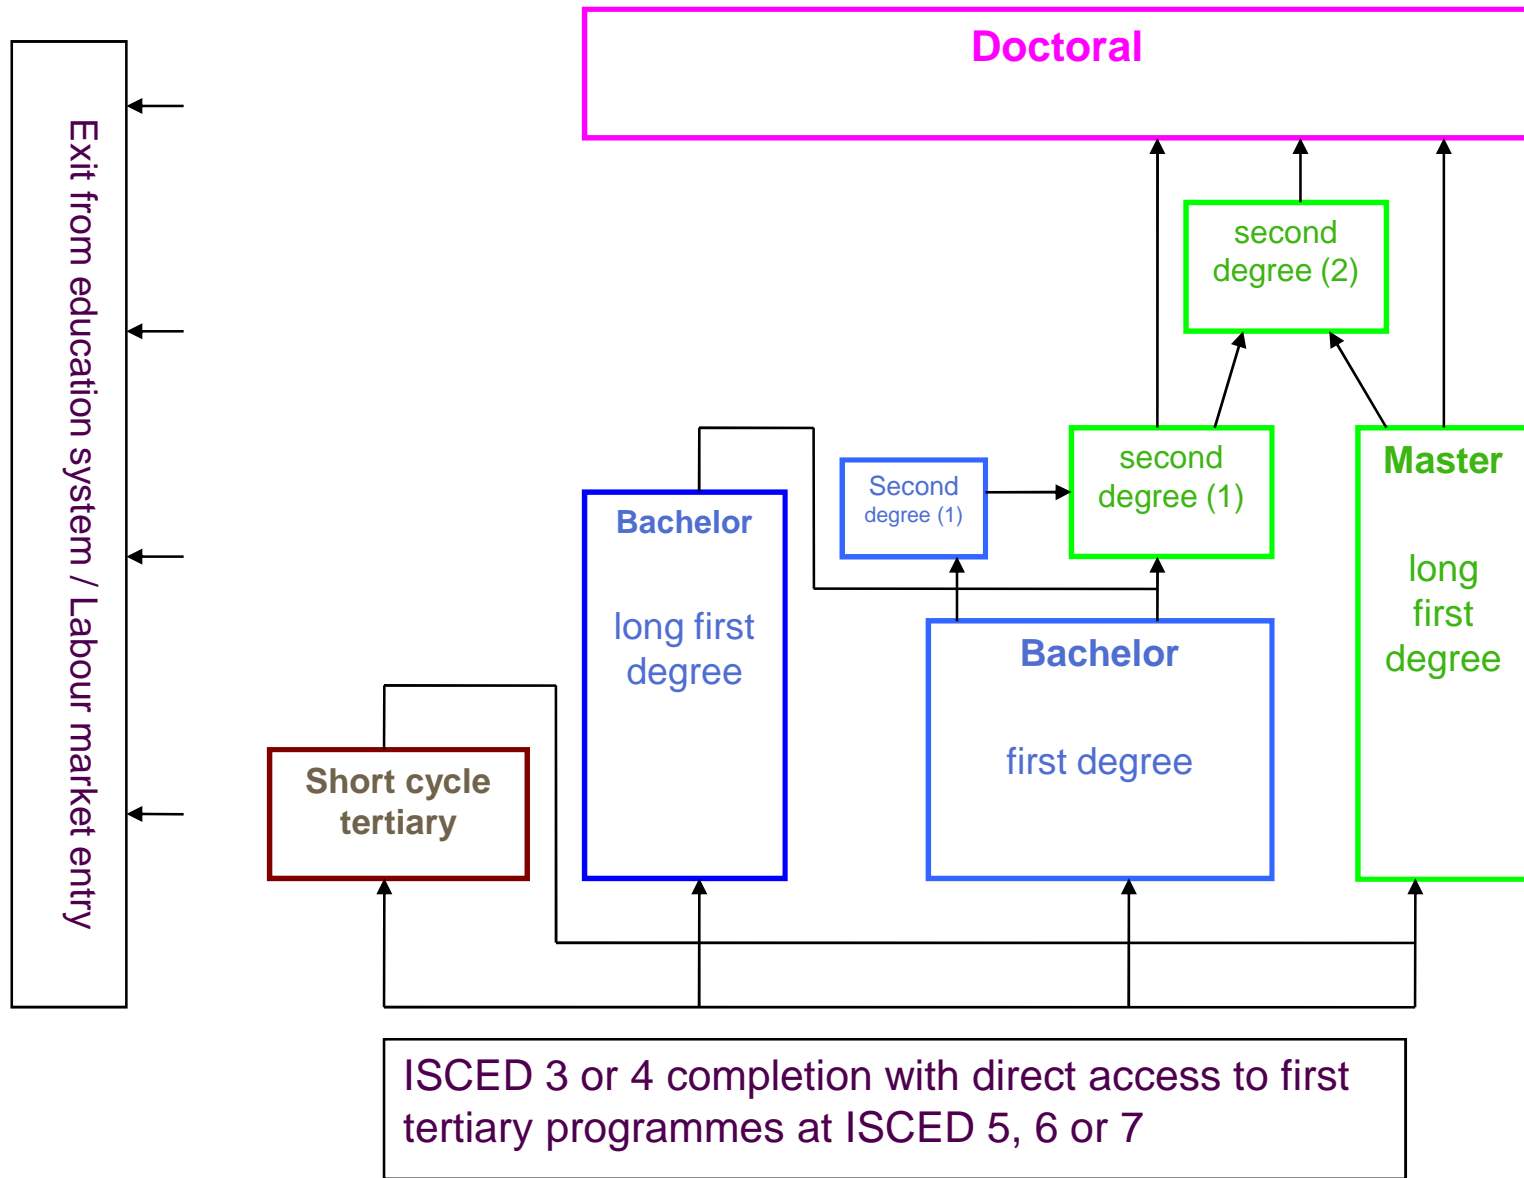 Doctoral
Exit from education system / Labour market entry
second
degree (2)
second
degree (1)
Master
long
first
degree
Second
degree (1)
Bachelor
long first
degree
Bachelor
first degree
Short cycle
tertiary
ISCED 3 or 4 completion with direct access to first
tertiary programmes at ISCED 5, 6 or 7